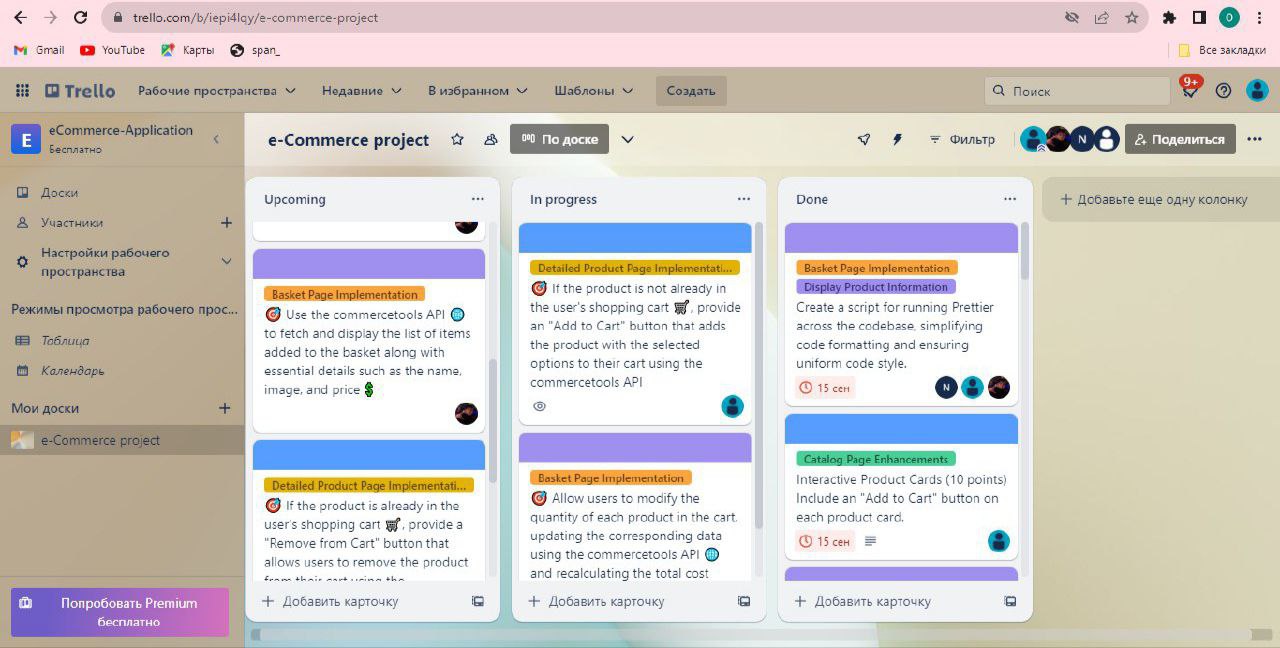 trello.com/b/iepi4lqy/e-commerce-project
O
Gmail
YouTube
Карты
span_
Все закладки
Trello
Рабочие пространства
Недавние
В избранном
Шаблоны
Создать
Поиск
9+
E
eCommerce-Application
Бесплатно
Доски
Участники
Настройки рабочего
пространства
Режимы просмотра рабочего прос...
Таблица
Календарь
Мои доски
e-Commerce project
Попробовать Premium
бесплатно
e-Commerce project
По доске
Фильтр
N
Поделиться
Upcoming
Basket Page Implementation
Use the commercetools API
to fetch and display the list of items
added to the basket along with
essential details such as the name,
image, and price
Detailed Product Page Implementati...
If the product is already in the
user's shopping cart , provide a
"Remove from Cart" button that
allows users to remove the product
from their cart using the
Добавить карточку
In progress
Detailed Product Page Implementati...
If the product is not already in
the user's shopping cart , provide
an "Add to Cart" button that adds
the product with the selected
options to their cart using the
commercetools API
Basket Page Implementation
Allow users to modify the
quantity of each product in the cart,
updating the corresponding data
using the commercetools API
and recalculating the total cost
Добавить карточку
Done
Basket Page Implementation
Display Product Information
Create a script for running Prettier
across the codebase, simplifying
code formatting and ensuring
uniform code style.
15 сен
N
Catalog Page Enhancements
Interactive Product Cards (10 points)
Include an "Add to Cart" button on
each product card.
15 сен
Добавить карточку
Добавьте еще одну колонку